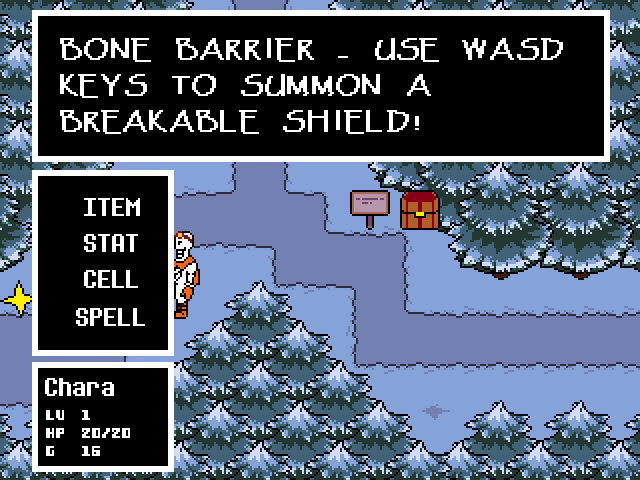 BONE BARRIER - USE WASD
KEYS TO SUMMON A
BREAKABLE SHIELD!
ITEM
STAT
CELL
SPELL
Chara
LV 1
HP 20/20
G 16